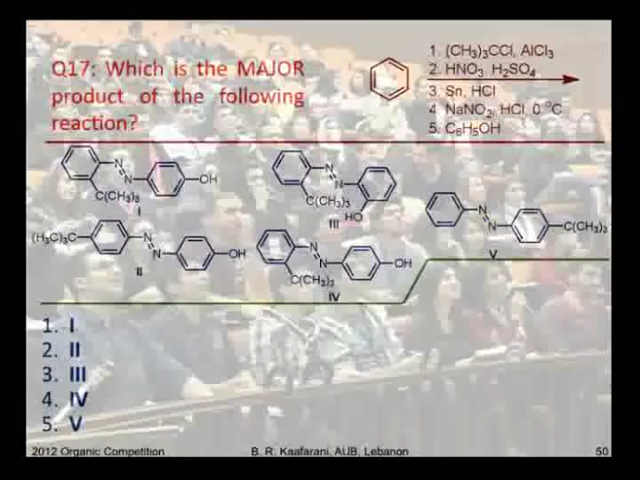 Q17: Which is the MAJOR
product of the following
reaction?
1. (CH3)3CCl, AlCl3
2. HNO3, H2SO4
3. Sn, HCl
4. NaNO2, HCl, 0 °C
5. C6H5OH
N
N
OH
C(CH3)3
I
N
N
C(CH3)3
HO
III
N
N
C(CH3)3
V
(H3C)3C
N
N
OH
II
N
N
OH
C(CH3)3
IV
1. I
2. II
3. III
4. IV
5. V
2012 Organic Competition
B. R. Kaafarani, AUB, Lebanon
50